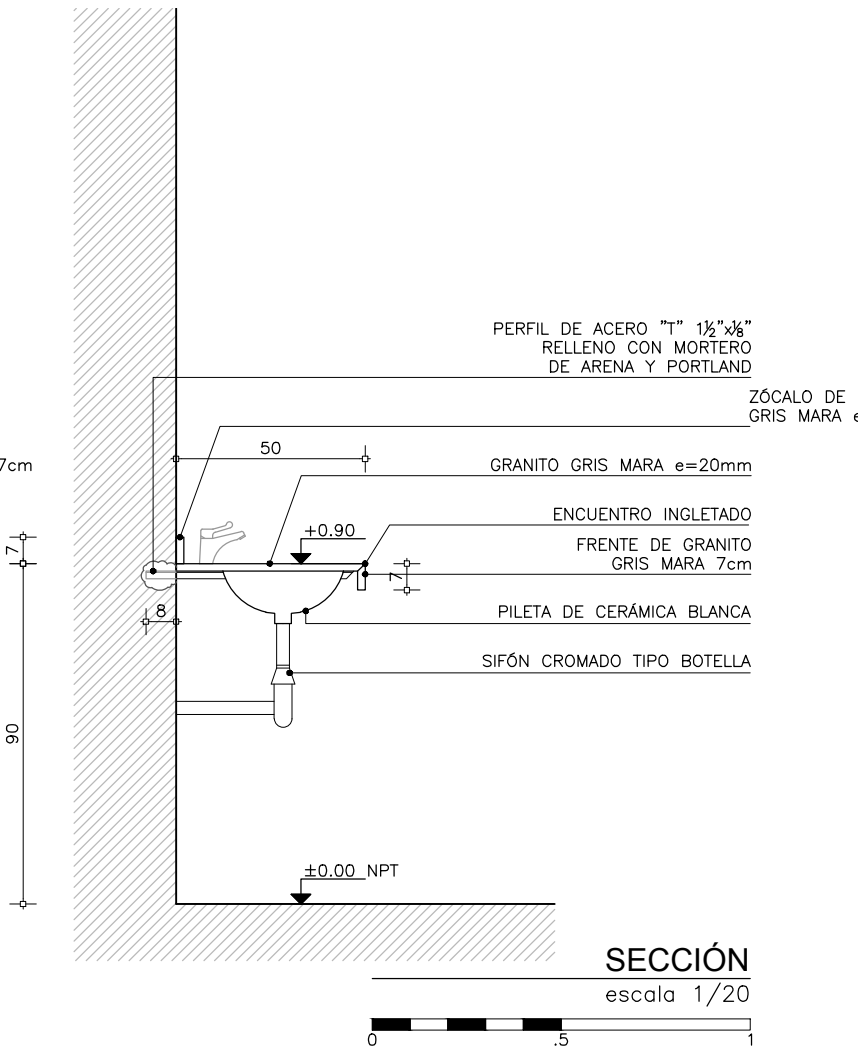 PERFIL DE ACERO "T" 1½"x⅛"
RELLENO CON MORTERO
DE ARENA Y PORTLAND
ZÓCALO DE
GRIS MARA e
50
7cm
GRANITO GRIS MARA e=20mm
ENCUENTRO INGLETADO
+0.90
FRENTE DE GRANITO
GRIS MARA 7cm
7
7
8
PILETA DE CERÁMICA BLANCA
SIFÓN CROMADO TIPO BOTELLA
90
±0.00 NPT
SECCIÓN
escala 1/20
0 .5 1